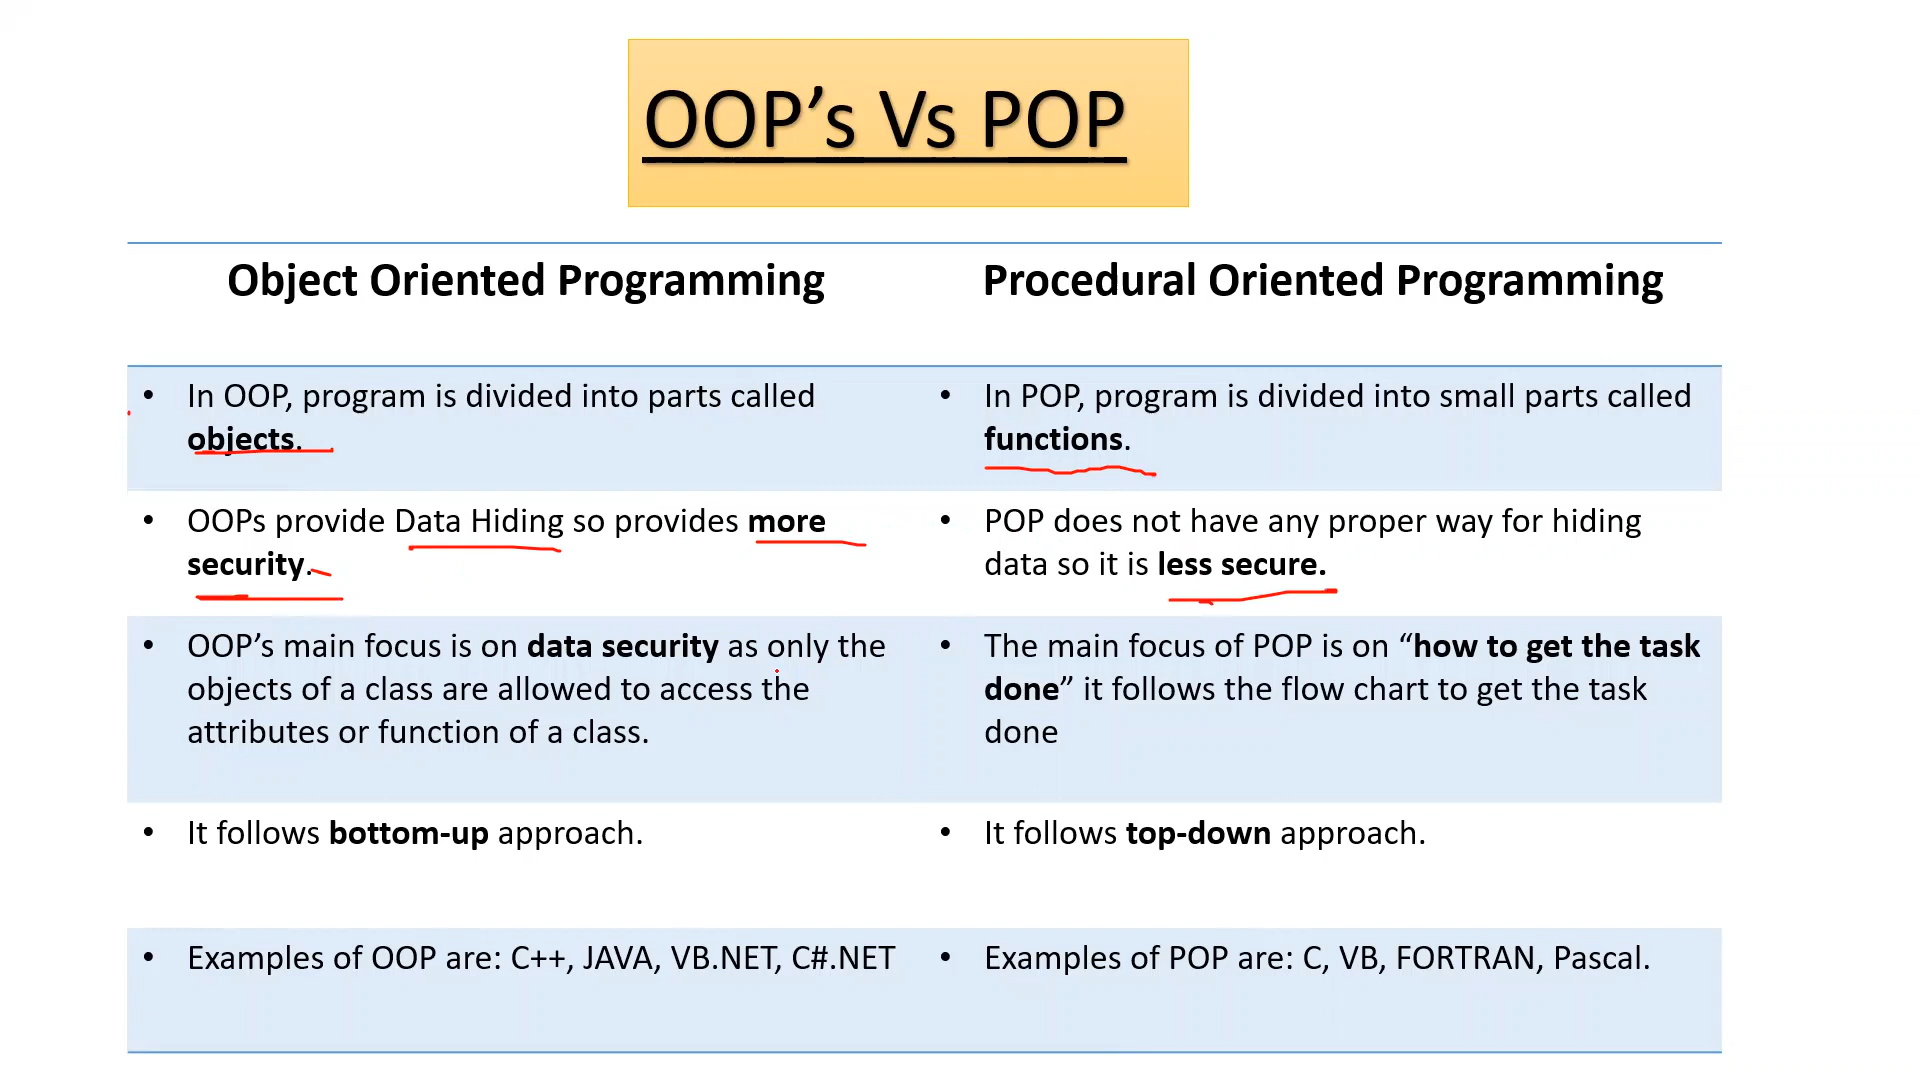 OOP’s Vs POP
Object Oriented Programming
Procedural Oriented Programming
• In OOP, program is divided into parts called
objects.
• In POP, program is divided into small parts called
functions.
• OOPs provide Data Hiding so provides more
security.
• POP does not have any proper way for hiding
data so it is less secure.
• OOP’s main focus is on data security as only the
objects of a class are allowed to access the
attributes or function of a class.
• The main focus of POP is on “how to get the task
done” it follows the flow chart to get the task
done
• It follows bottom-up approach.
• It follows top-down approach.
• Examples of OOP are: C++, JAVA, VB.NET, C#.NET
• Examples of POP are: C, VB, FORTRAN, Pascal.